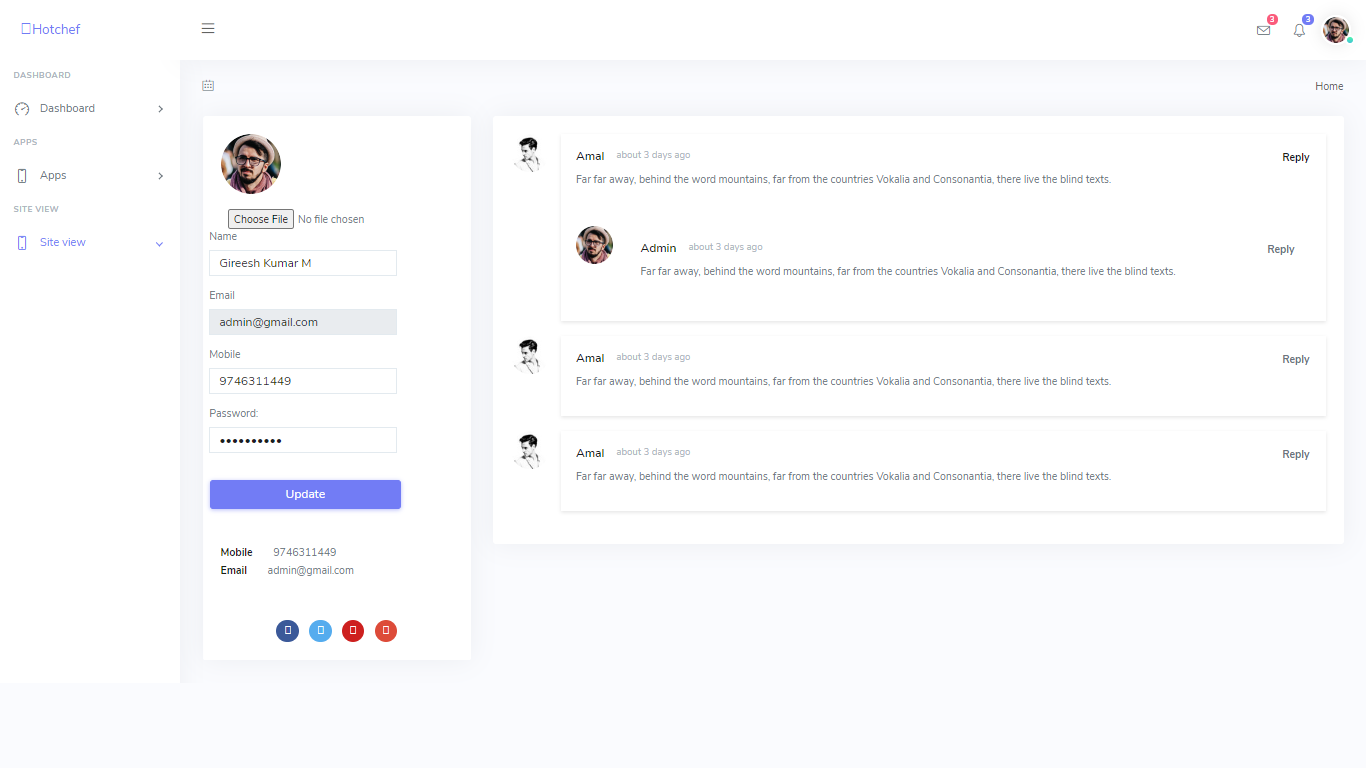 Hotchef
3
3
DASHBOARD
Dashboard
Home
APPS
Apps
SITE VIEW
Site view
Choose File No file chosen
Name
Gireesh Kumar M
Email
admin@gmail.com
Mobile
9746311449
Password:
••••••••••
Update
Mobile 9746311449
Email admin@gmail.com
Amal about 3 days ago
Reply
Far far away, behind the word mountains, far from the countries Vokalia and Consonantia, there live the blind texts.
Admin about 3 days ago
Reply
Far far away, behind the word mountains, far from the countries Vokalia and Consonantia, there live the blind texts.
Amal about 3 days ago
Reply
Far far away, behind the word mountains, far from the countries Vokalia and Consonantia, there live the blind texts.
Amal about 3 days ago
Reply
Far far away, behind the word mountains, far from the countries Vokalia and Consonantia, there live the blind texts.